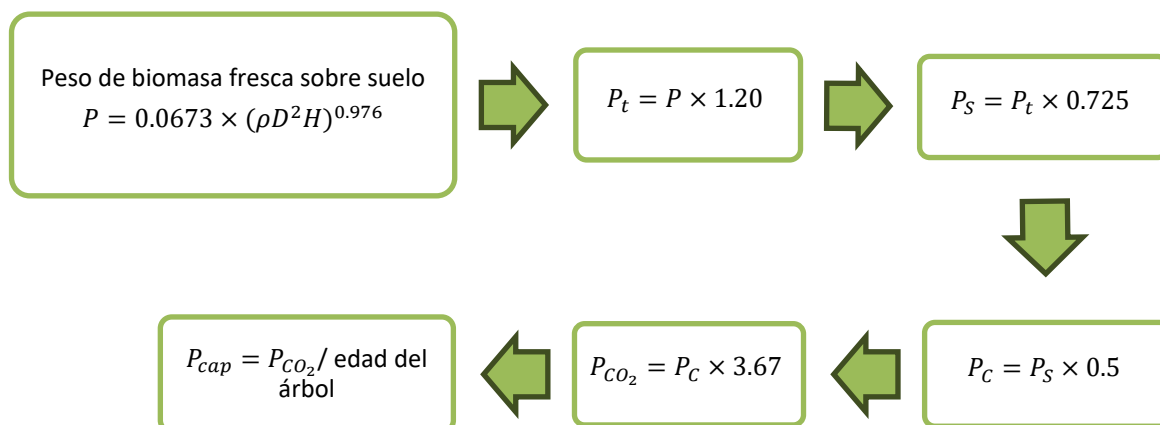 Peso de biomasa fresca sobre suelo
P = 0.0673 × (ρD²H)^0.976
P_t = P × 1.20
P_S = P_t × 0.725
P_C = P_S × 0.5
P_CO₂ = P_C × 3.67
P_cap = P_CO₂/ edad del
árbol